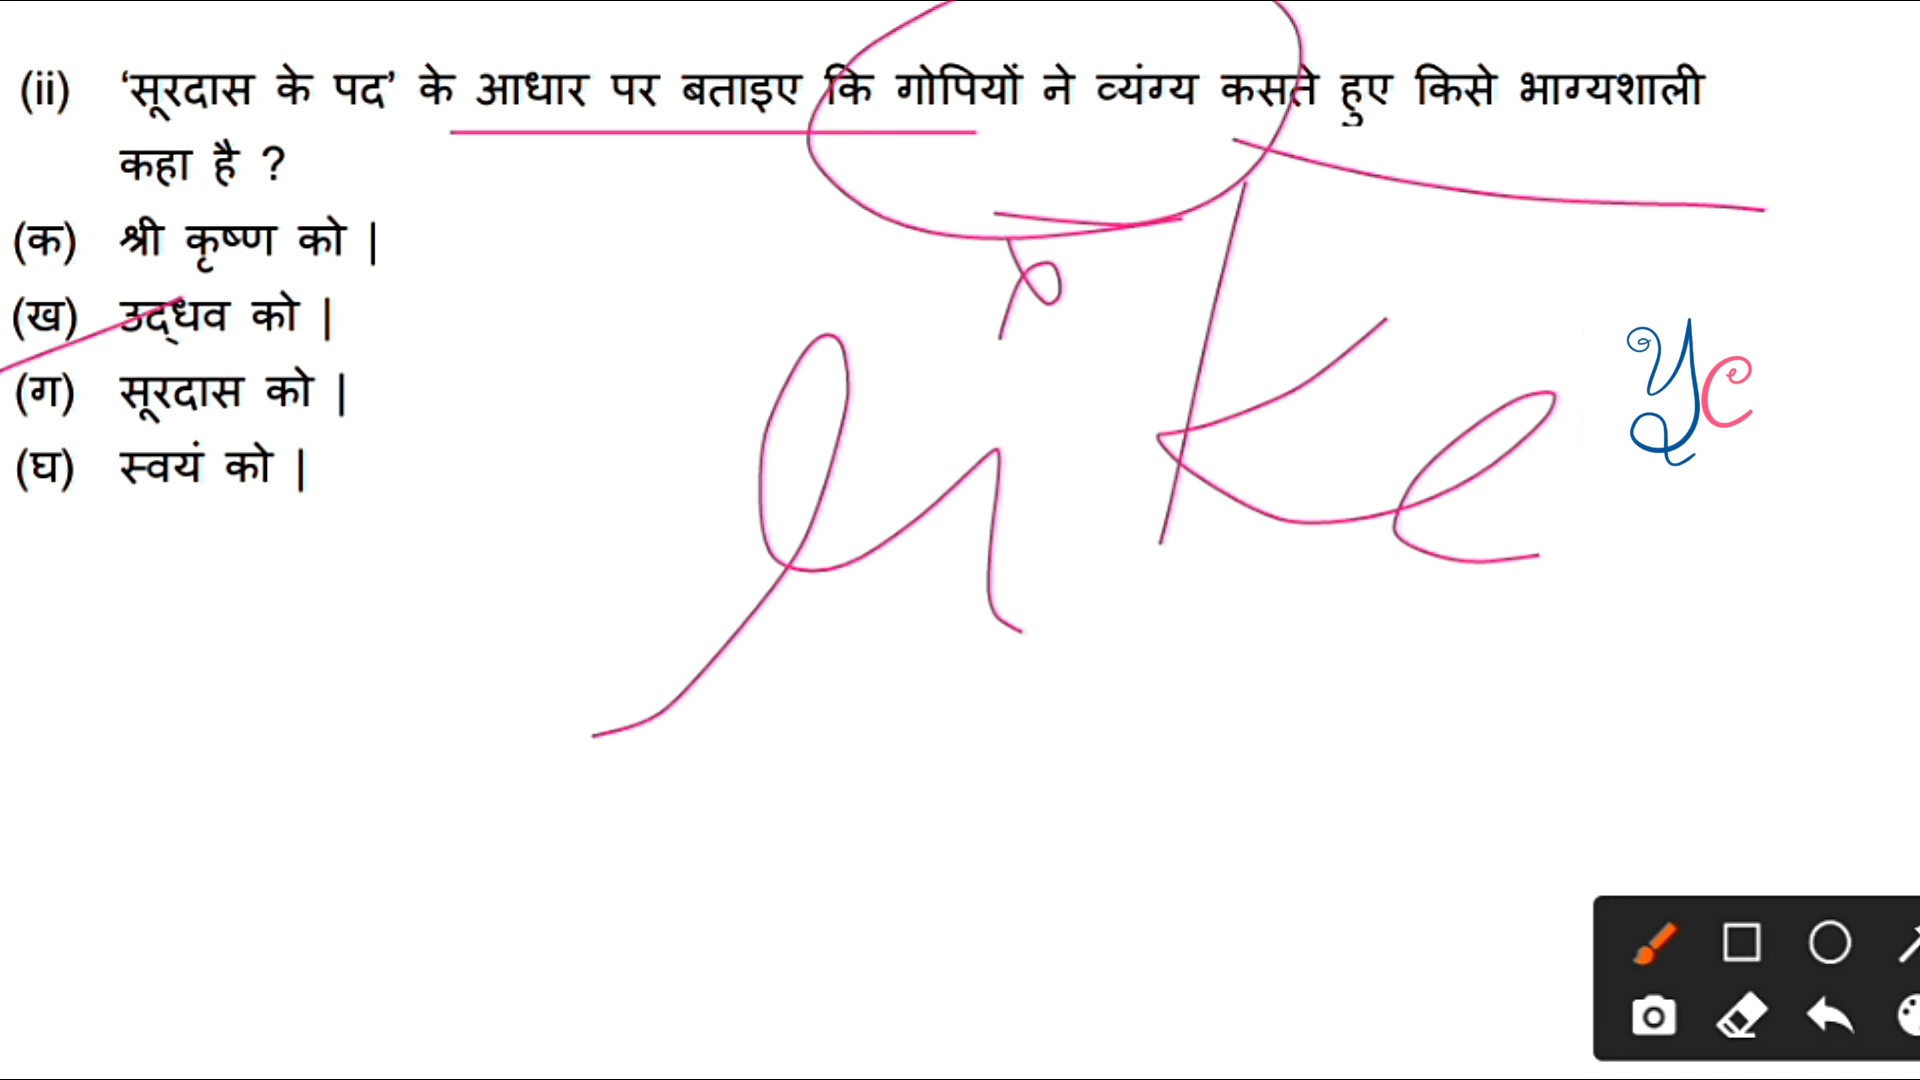 (ii) ‘सूरदास के पद’ के आधार पर बताइए कि गोपियों ने व्यंग्य कसते हुए किसे भाग्यशाली
कहा है ?
(क) श्री कृष्ण को |
(ख) उद्धव को |
(ग) सूरदास को |
(घ) स्वयं को |
like
YC